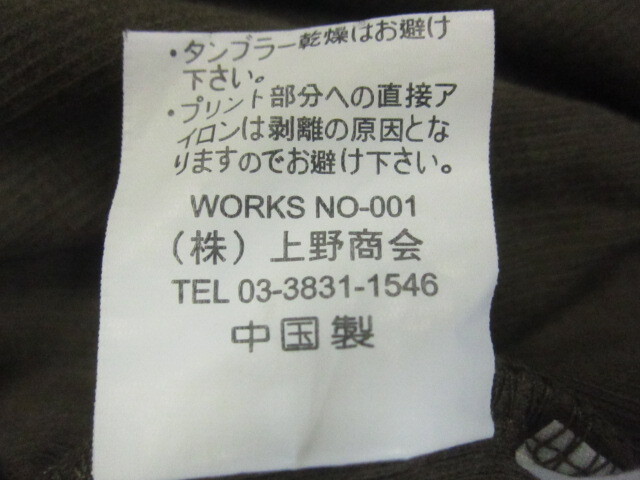 ・タンブラー乾燥はお避け
下さい。
・プリント部分への直接ア
イロンは剥離の原因とな
りますのでお避け下さい。
WORKS NO-001
（株）上野商会
TEL 03-3831-1546
中国製